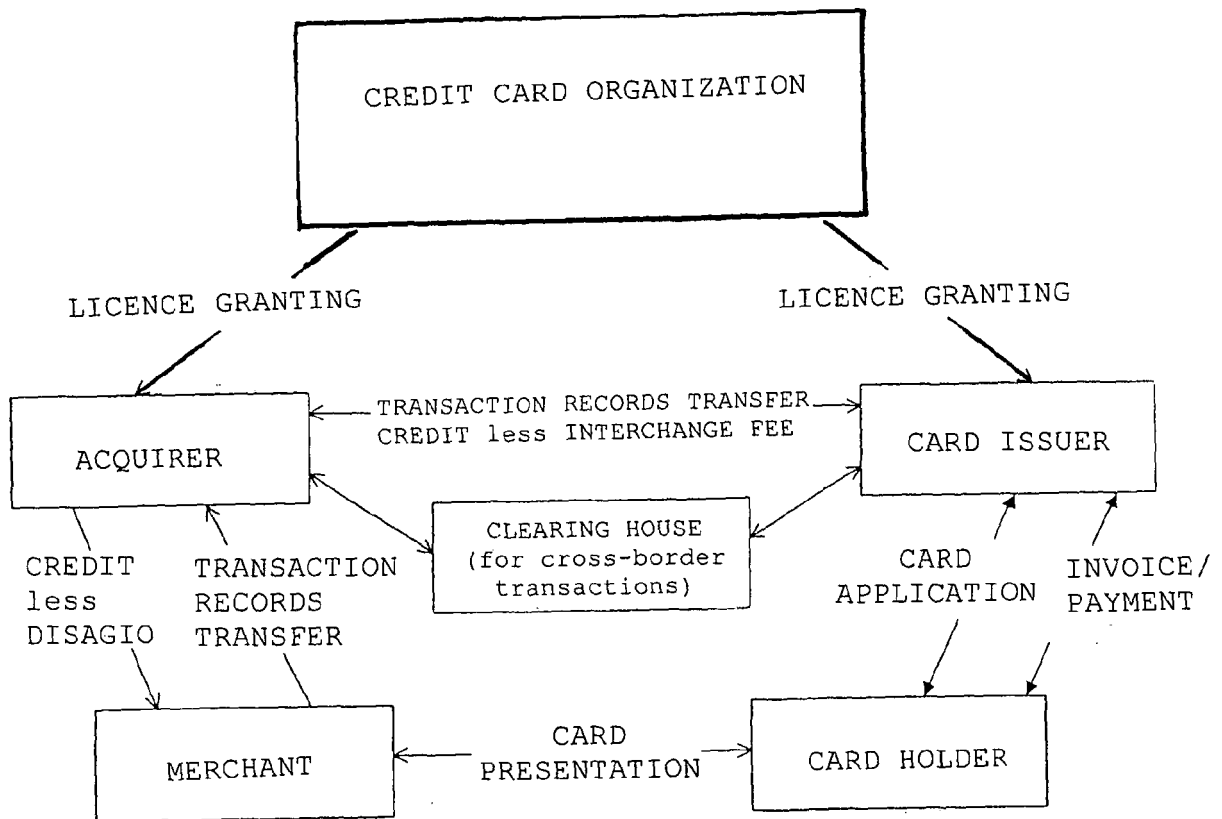 CREDIT CARD ORGANIZATION
LICENCE GRANTING
LICENCE GRANTING
TRANSACTION RECORDS TRANSFER
CREDIT less INTERCHANGE FEE
ACQUIRER
CARD ISSUER
CLEARING HOUSE
(for cross-border
transactions)
CREDIT
less
DISAGIO
TRANSACTION
RECORDS
TRANSFER
CARD
APPLICATION
INVOICE/
PAYMENT
MERCHANT
CARD
PRESENTATION
CARD HOLDER